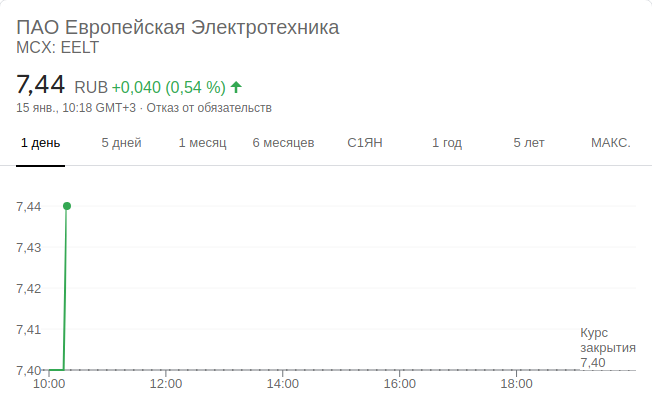 ПАО Европейская Электротехника
MCX: EELT
7,44 RUB +0,040 (0,54 %)
15 янв., 10:18 GMT+3 · Отказ от обязательств
1 день 5 дней 1 месяц 6 месяцев С1ЯН 1 год 5 лет МАКС.
7,44
7,43
7,42
7,41
7,40
Курс
закрытия
7,40
10:00 12:00 14:00 16:00 18:00